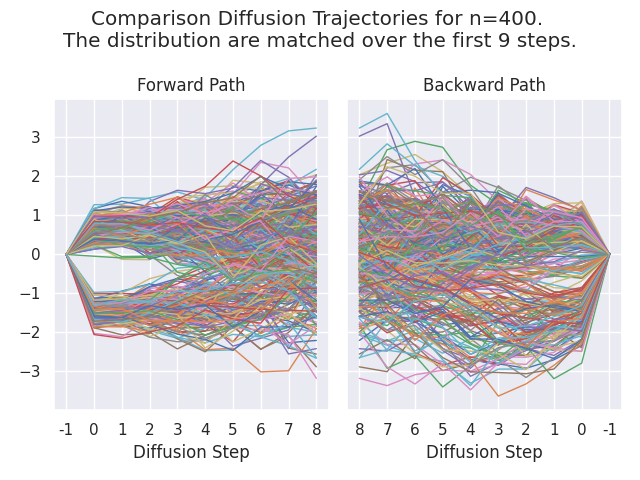 Comparison Diffusion Trajectories for n=400.
The distribution are matched over the first 9 steps.
Forward Path
Backward Path
3
2
1
0
−1
−2
−3
-1 0 1 2 3 4 5 6 7 8
8 7 6 5 4 3 2 1 0 -1
Diffusion Step
Diffusion Step